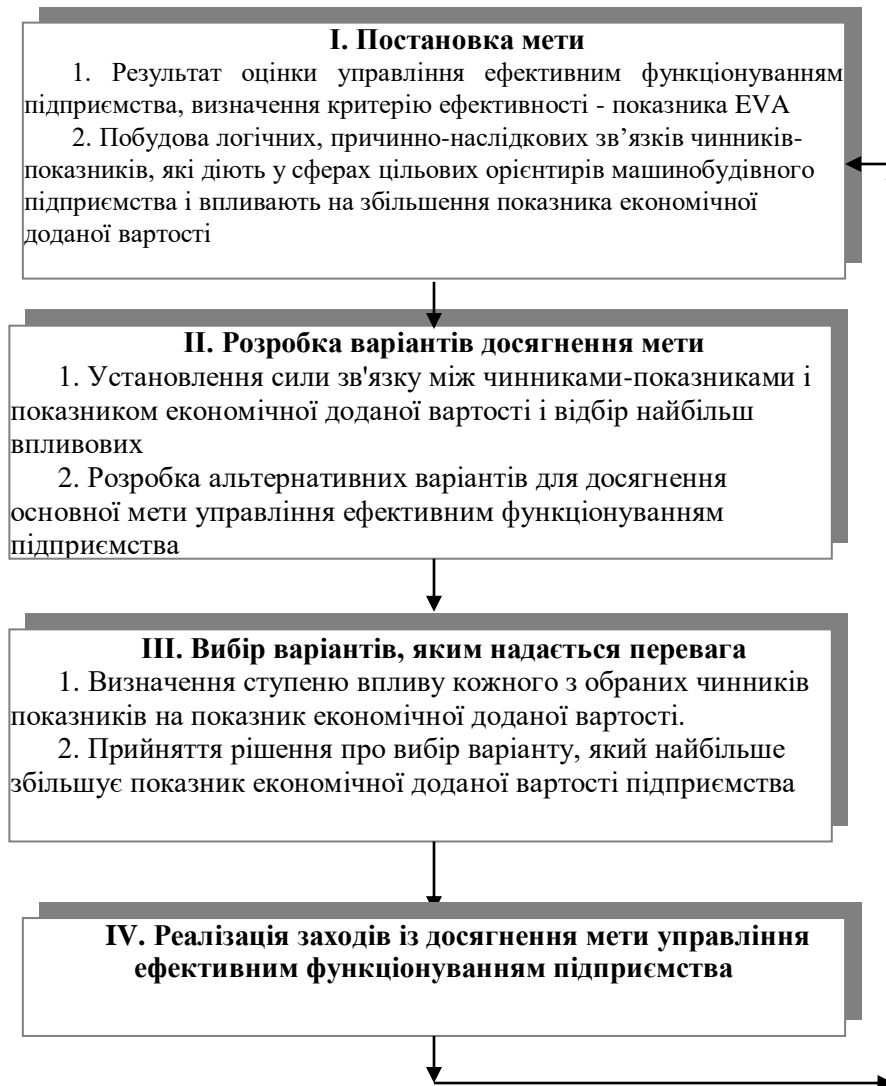 І. Постановка мети
1. Результат оцінки управління ефективним функціонуванням
підприємства, визначення критерію ефективності - показника EVA
2. Побудова логічних, причинно-наслідкових зв’язків чинників-
показників, які діють у сферах цільових орієнтирів машинобудівного
підприємства і впливають на збільшення показника економічної
доданої вартості
ІІ. Розробка варіантів досягнення мети
1. Установлення сили зв'язку між чинниками-показниками і
показником економічної доданої вартості і відбір найбільш
впливових
2. Розробка альтернативних варіантів для досягнення
основної мети управління ефективним функціонуванням
підприємства
ІІІ. Вибір варіантів, яким надається перевага
1. Визначення ступеню впливу кожного з обраних чинників
показників на показник економічної доданої вартості.
2. Прийняття рішення про вибір варіанту, який найбільше
збільшує показник економічної доданої вартості підприємства
IV. Реалізація заходів із досягнення мети управління
ефективним функціонуванням підприємства